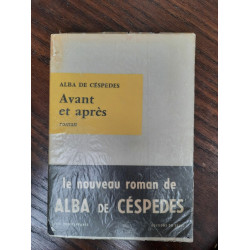 ALBA DE CÉSPEDES
Avant
et après
roman
le nouveau roman de
ALBA DE CÉSPEDES